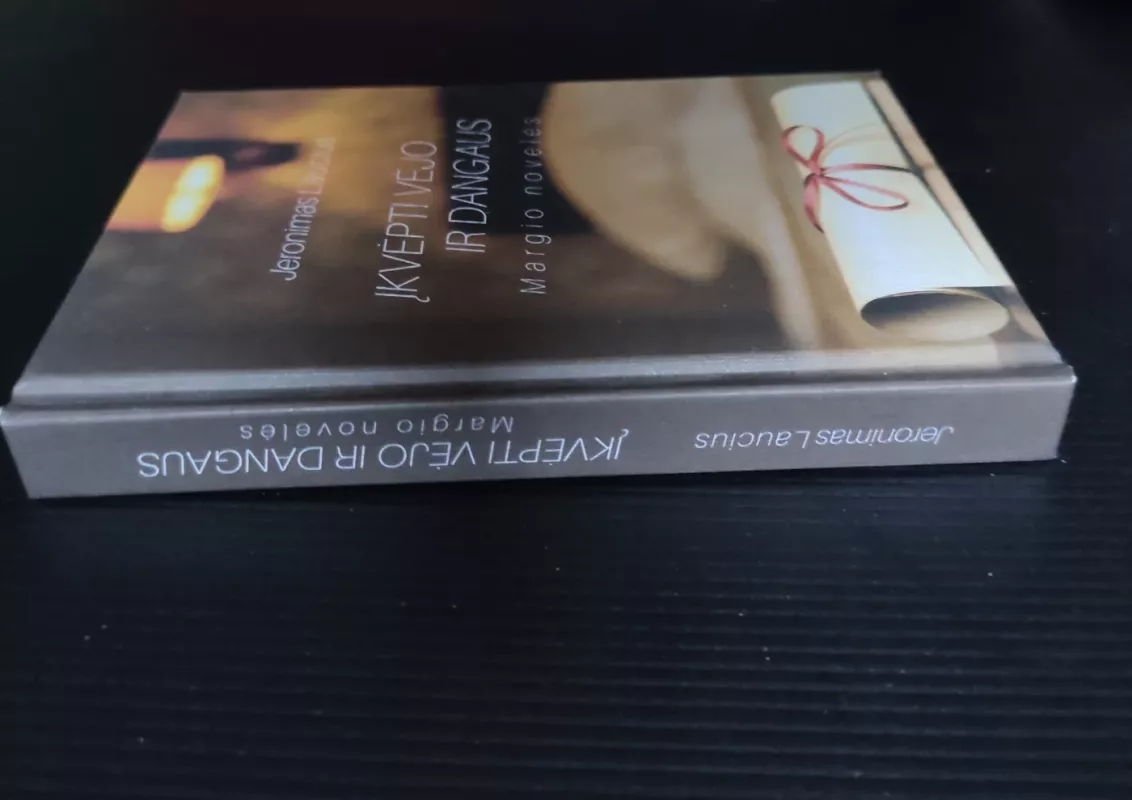 Jeronimas Laucius
ĮKVĖPTI VĖJO
IR DANGAUS
Margio novelės
Jeronimas Laucius
ĮKVĖPTI VĖJO IR DANGAUS
Margio novelės